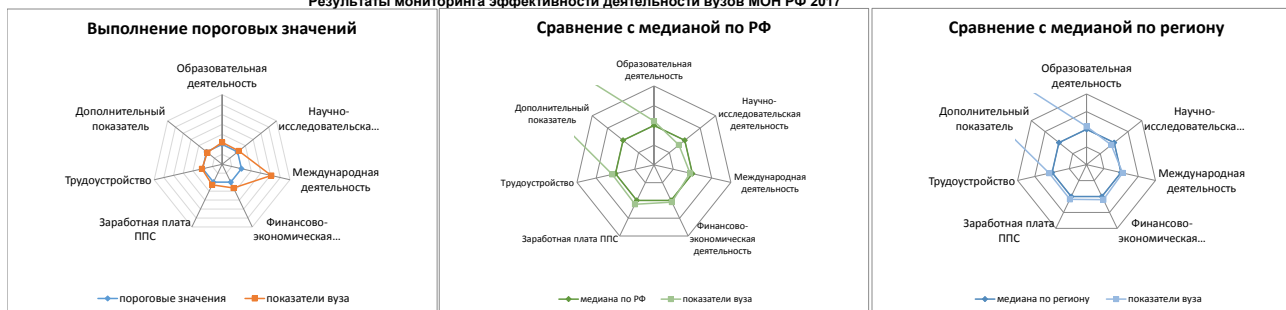 Результаты мониторинга эффективности деятельности вузов МОН РФ 2017
Выполнение пороговых значений
Образовательная
деятельность
Научно-
исследовательска...
Международная
деятельность
Финансово-
экономическая...
Заработная плата
ППС
Трудоустройство
Дополнительный
показатель
пороговые значения
показатели вуза
Сравнение с медианой по РФ
Образовательная
деятельность
Научно-
исследовательская
деятельность
Международная
деятельность
Финансово-
экономическая
деятельность
Заработная плата ППС
Трудоустройство
Дополнительный
показатель
медиана по РФ
показатели вуза
Сравнение с медианой по региону
Образовательная
деятельность
Научно-
исследовательска...
Международная
деятельность
Финансово-
экономическая...
Заработная плата
ППС
Трудоустройство
Дополнительный
показатель
медиана по региону
показатели вуза